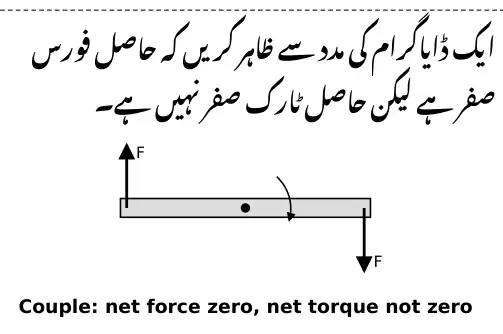 ایک ڈایاگرام کی مدد سے ظاہر کریں کہ حاصل فورس
صفر ہے لیکن حاصل ٹارک صفر نہیں ہے۔
F
F
Couple: net force zero, net torque not zero